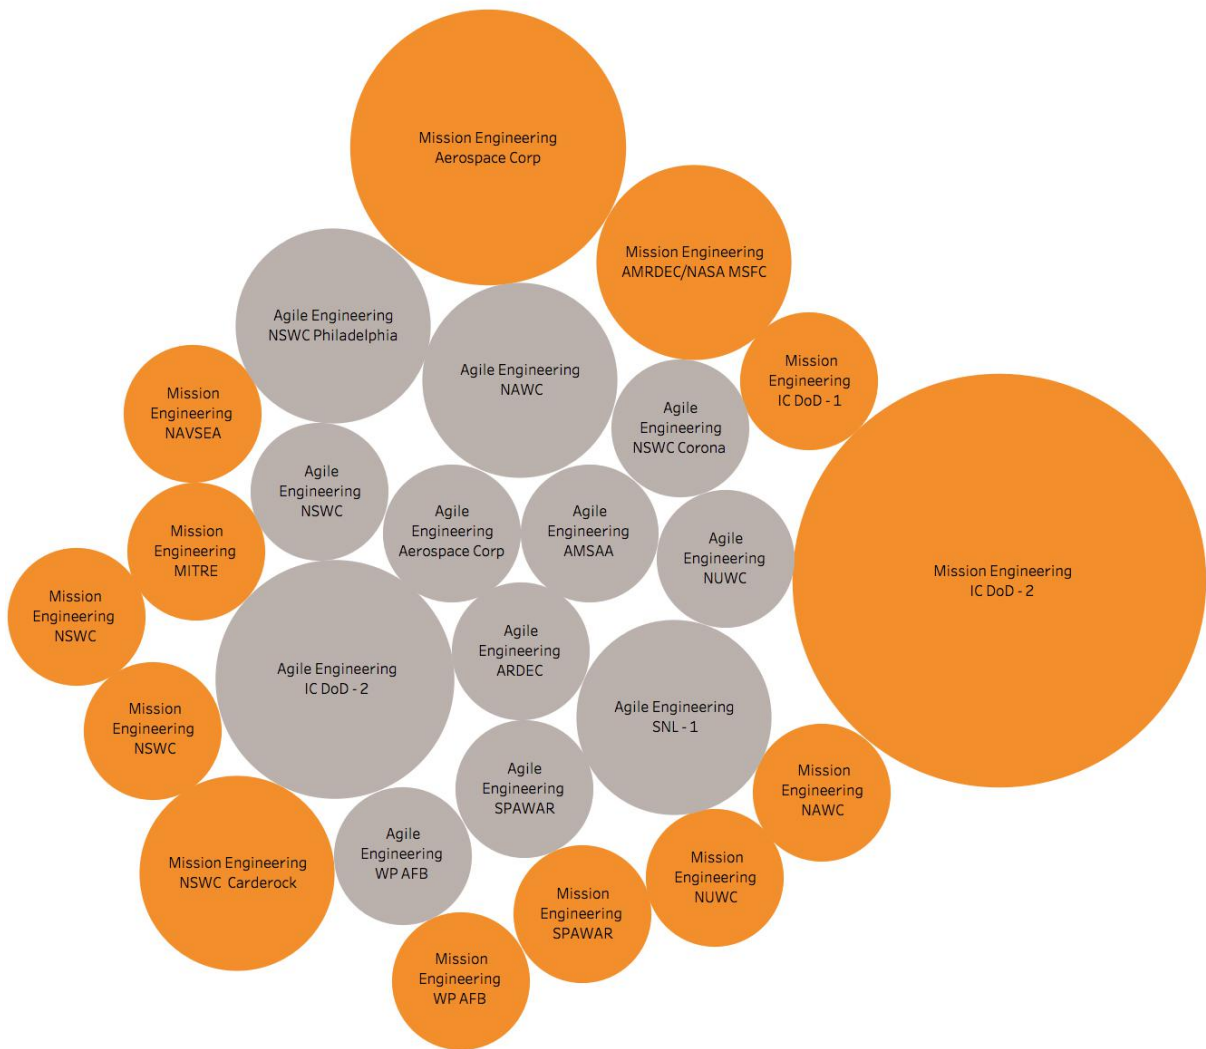 Mission Engineering
Aerospace Corp
Mission Engineering
AMRDEC/NASA MSFC
Agile Engineering
NSWC Philadelphia
Agile Engineering
NAWC
Mission
Engineering
IC DoD - 1
Mission
Engineering
NAVSEA
Agile
Engineering
NSWC Corona
Agile
Engineering
NSWC
Agile
Engineering
Aerospace Corp
Agile
Engineering
AMSAA
Mission
Engineering
MITRE
Agile
Engineering
NUWC
Mission Engineering
IC DoD - 2
Mission
Engineering
NSWC
Agile Engineering
IC DoD - 2
Agile
Engineering
ARDEC
Agile Engineering
SNL - 1
Mission
Engineering
NSWC
Agile
Engineering
SPAWAR
Mission
Engineering
NAWC
Agile
Engineering
WP AFB
Mission Engineering
NSWC  Carderock
Mission
Engineering
NUWC
Mission
Engineering
SPAWAR
Mission
Engineering
WP AFB